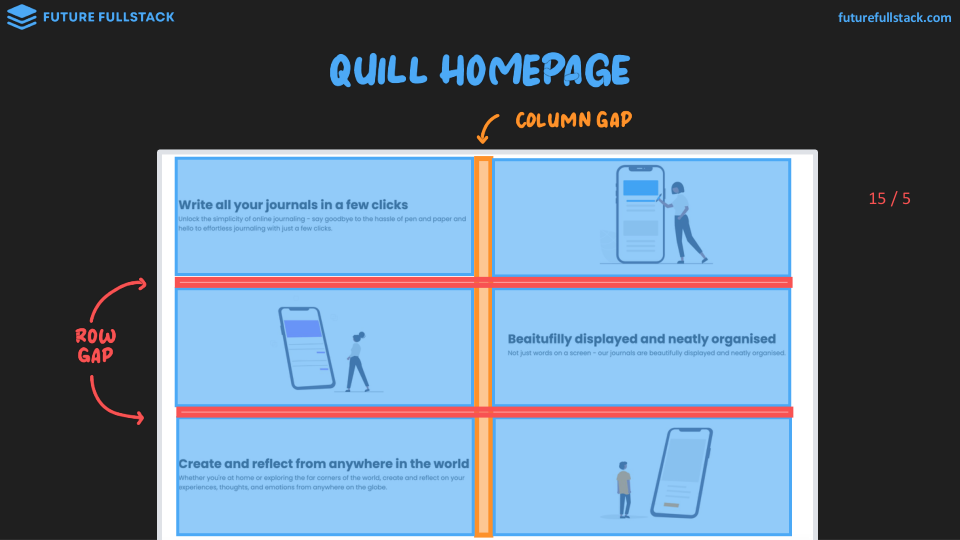 FUTURE FULLSTACK
futurefullstack.com
QUILL HOMEPAGE
COLUMN GAP
15 / 5
Write all your journals in a few clicks
Unlock the simplicity of online journaling - say goodbye to the hassle of pen and paper and
hello to effortless journaling with just a few clicks.
ROW
GAP
Beaitufilly displayed and neatly organised
Not just words on a screen - our journals are beautifully displayed and neatly organised.
Create and reflect from anywhere in the world
Whether you're at home or exploring the far corners of the world, create and reflect on your
experiences, thoughts, and emotions from anywhere on the globe.